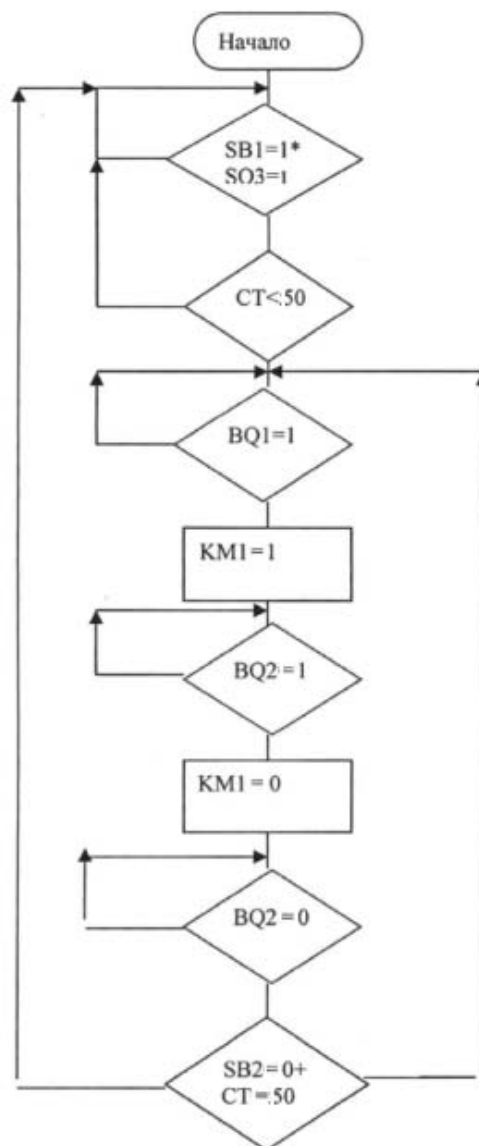 Начало
SB1=1*
SQ3=1
CT<50
BQ1=1
KM1=1
BQ2=1
KM1=0
BQ2=0
SB2=0+
CT=50